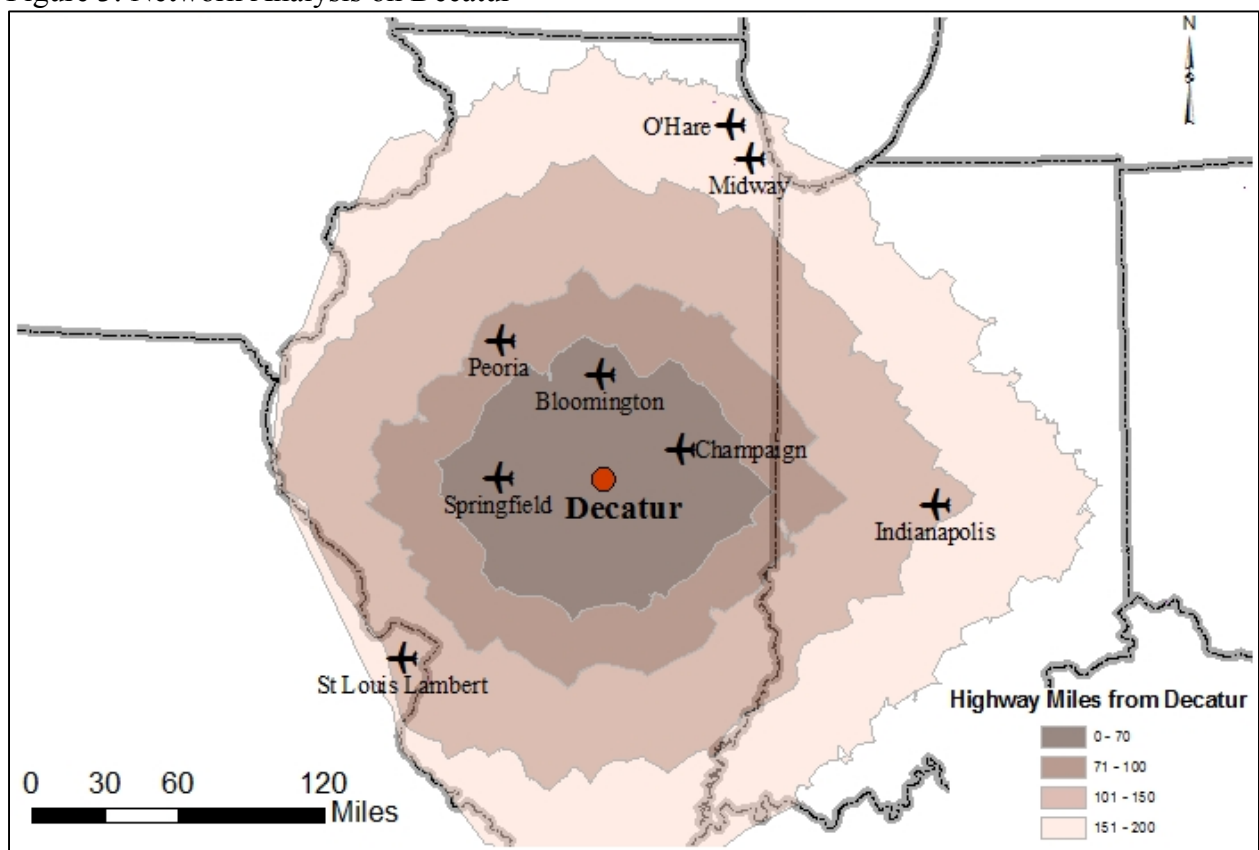 Figure 3: Network Analysis on Decatur
N
O'Hare
Midway
Peoria
Bloomington
Champaign
Springfield
Decatur
Indianapolis
St Louis Lambert
Highway Miles from Decatur
0 - 70
71 - 100
101 - 150
151 - 200
0 30 60 120
Miles